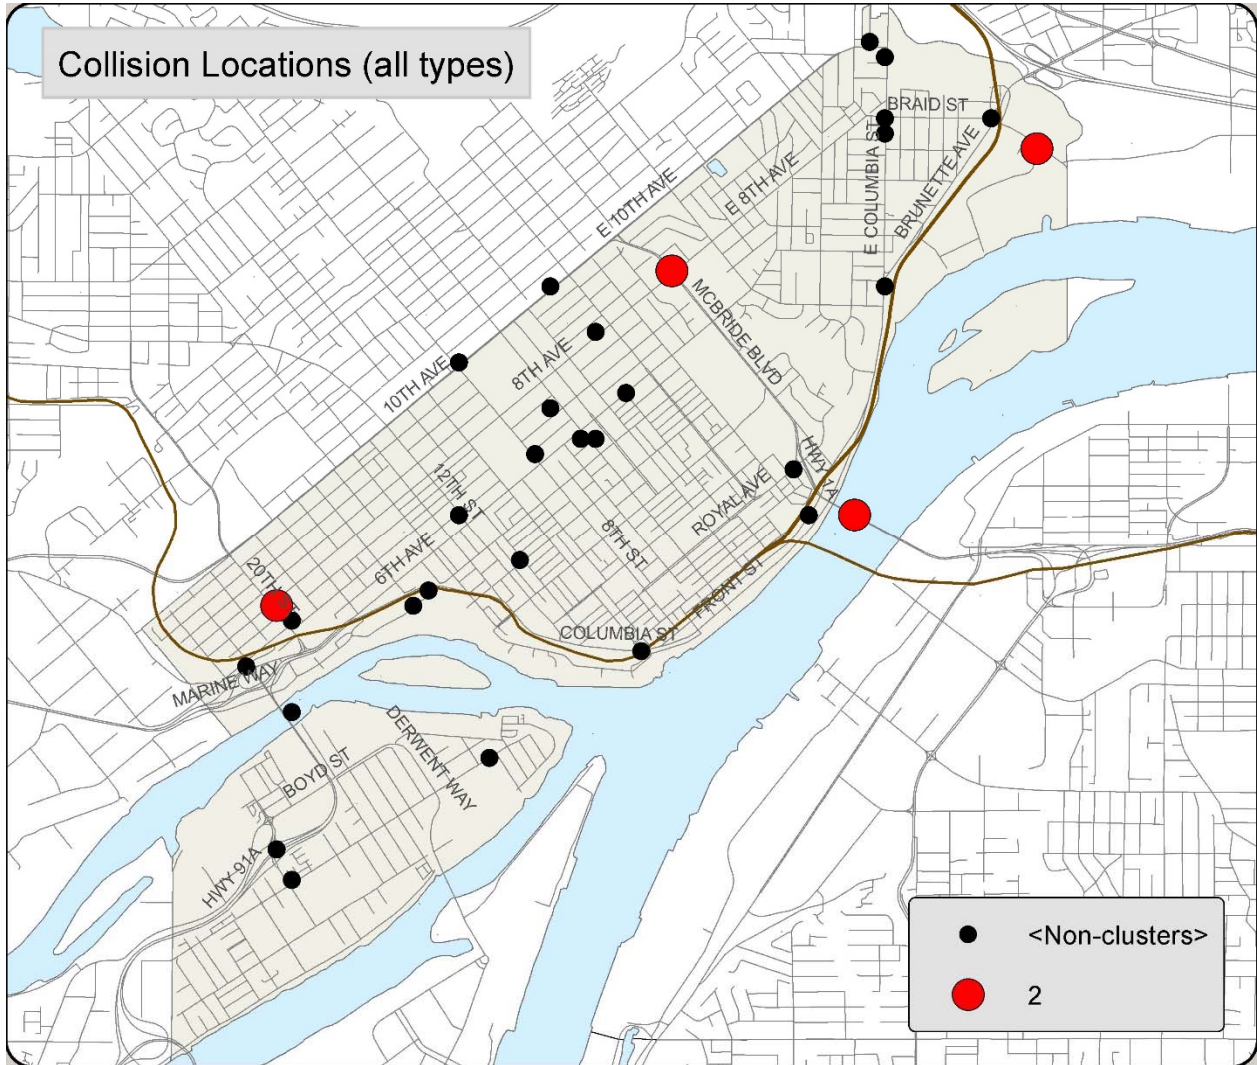 Collision Locations (all types)
BRAID ST
E COLUMBIA ST
BRUNETTE AVE
E 8TH AVE
E 10TH AVE
MCBRIDE BLVD
8TH AVE
10TH AVE
12TH ST
HWY 1A
ROYAL AVE
8TH ST
6TH AVE
20TH ST
FRONT ST
COLUMBIA ST
MARINE WAY
DERWENT WAY
BOYD ST
HWY 91A
<Non-clusters>
2